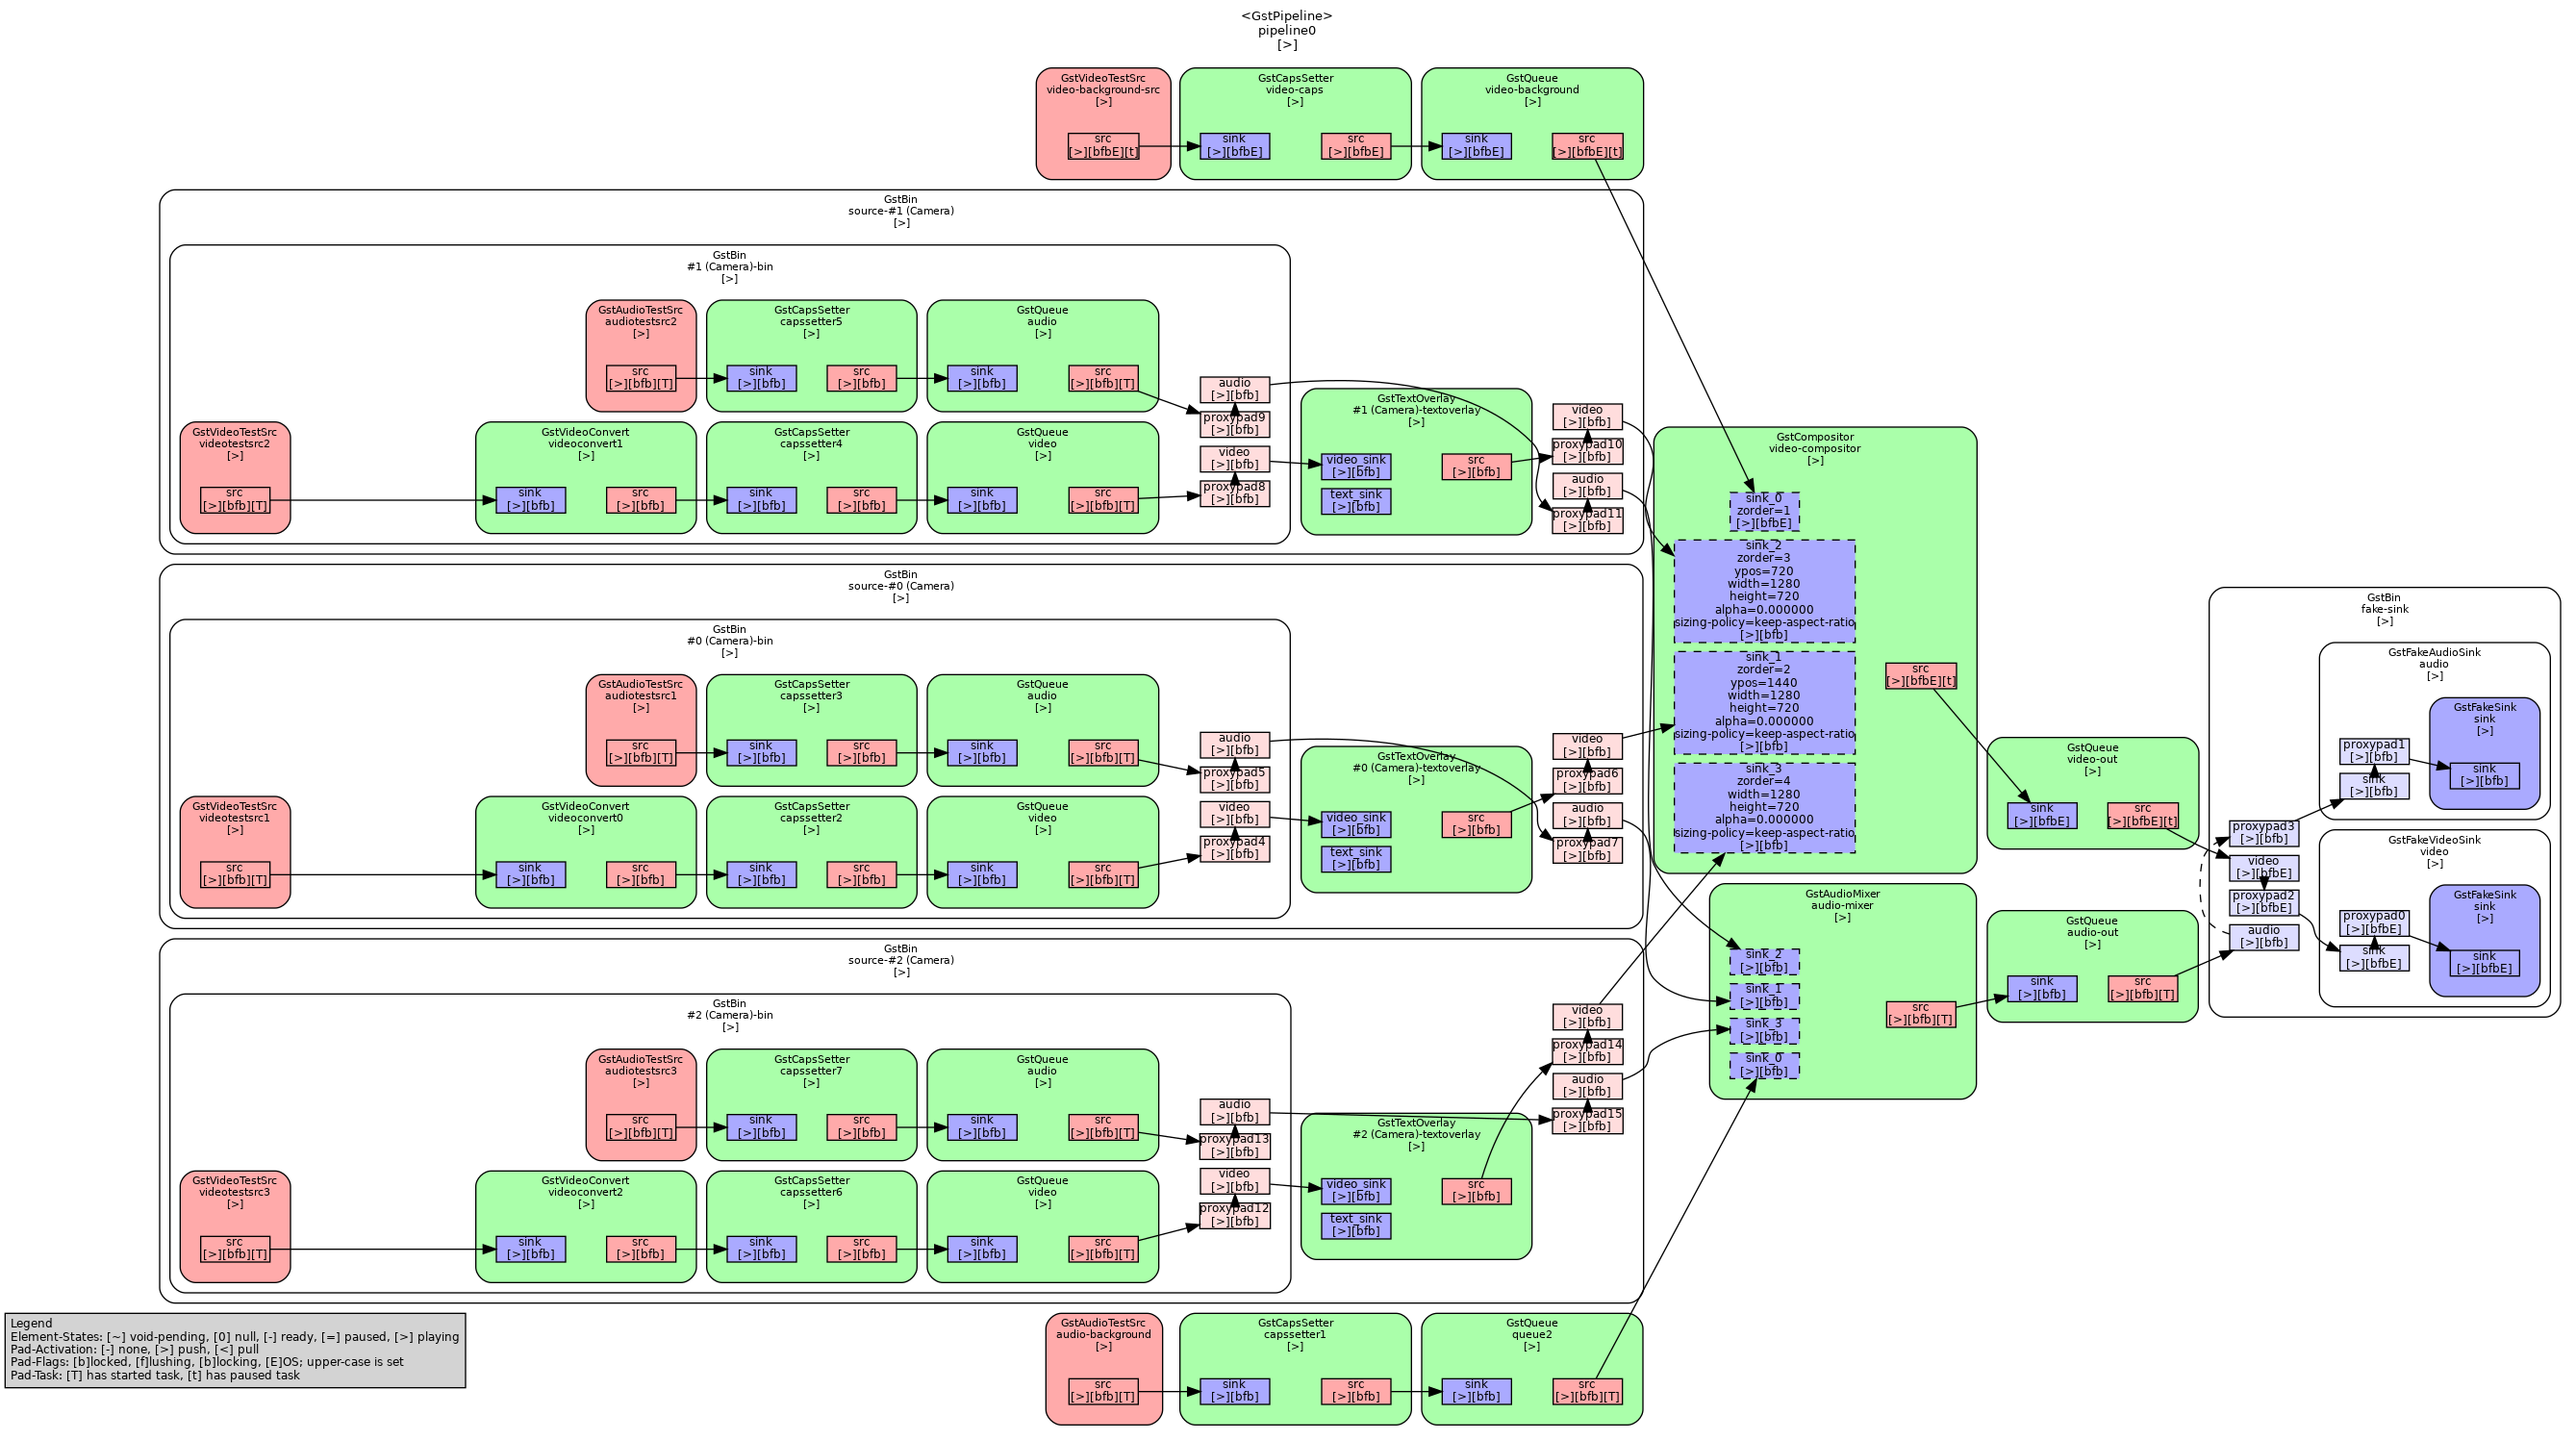 <GstPipeline>
pipeline0
[>]
GstVideoTestSrc
video-background-src
[>]
src
[>][bfbE][t]
GstCapsSetter
video-caps
[>]
sink
[>][bfbE]
src
[>][bfbE]
GstQueue
video-background
[>]
sink
[>][bfbE]
src
[>][bfbE][t]
GstBin
source-#1 (Camera)
[>]
GstBin
#1 (Camera)-bin
[>]
GstAudioTestSrc
audiotestsrc2
[>]
src
[>][bfb][T]
GstCapsSetter
capssetter5
[>]
sink
[>][bfb]
src
[>][bfb]
GstQueue
audio
[>]
sink
[>][bfb]
src
[>][bfb][T]
GstVideoTestSrc
videotestsrc2
[>]
src
[>][bfb][T]
GstVideoConvert
videoconvert1
[>]
sink
[>][bfb]
src
[>][bfb]
GstCapsSetter
capssetter4
[>]
sink
[>][bfb]
src
[>][bfb]
GstQueue
video
[>]
sink
[>][bfb]
src
[>][bfb][T]
audio
[>][bfb]
proxypad9
[>][bfb]
video
[>][bfb]
proxypad8
[>][bfb]
GstTextOverlay
#1 (Camera)-textoverlay
[>]
video_sink
[>][bfb]
text_sink
[>][bfb]
src
[>][bfb]
video
[>][bfb]
proxypad10
[>][bfb]
audio
[>][bfb]
proxypad11
[>][bfb]
GstBin
source-#0 (Camera)
[>]
GstBin
#0 (Camera)-bin
[>]
GstAudioTestSrc
audiotestsrc1
[>]
src
[>][bfb][T]
GstCapsSetter
capssetter3
[>]
sink
[>][bfb]
src
[>][bfb]
GstQueue
audio
[>]
sink
[>][bfb]
src
[>][bfb][T]
GstVideoTestSrc
videotestsrc1
[>]
src
[>][bfb][T]
GstVideoConvert
videoconvert0
[>]
sink
[>][bfb]
src
[>][bfb]
GstCapsSetter
capssetter2
[>]
sink
[>][bfb]
src
[>][bfb]
GstQueue
video
[>]
sink
[>][bfb]
src
[>][bfb][T]
audio
[>][bfb]
proxypad5
[>][bfb]
video
[>][bfb]
proxypad4
[>][bfb]
GstTextOverlay
#0 (Camera)-textoverlay
[>]
video_sink
[>][bfb]
text_sink
[>][bfb]
src
[>][bfb]
video
[>][bfb]
proxypad6
[>][bfb]
audio
[>][bfb]
proxypad7
[>][bfb]
GstBin
source-#2 (Camera)
[>]
GstBin
#2 (Camera)-bin
[>]
GstAudioTestSrc
audiotestsrc3
[>]
src
[>][bfb][T]
GstCapsSetter
capssetter7
[>]
sink
[>][bfb]
src
[>][bfb]
GstQueue
audio
[>]
sink
[>][bfb]
src
[>][bfb][T]
GstVideoTestSrc
videotestsrc3
[>]
src
[>][bfb][T]
GstVideoConvert
videoconvert2
[>]
sink
[>][bfb]
src
[>][bfb]
GstCapsSetter
capssetter6
[>]
sink
[>][bfb]
src
[>][bfb]
GstQueue
video
[>]
sink
[>][bfb]
src
[>][bfb][T]
audio
[>][bfb]
proxypad13
[>][bfb]
video
[>][bfb]
proxypad12
[>][bfb]
GstTextOverlay
#2 (Camera)-textoverlay
[>]
video_sink
[>][bfb]
text_sink
[>][bfb]
src
[>][bfb]
video
[>][bfb]
proxypad14
[>][bfb]
audio
[>][bfb]
proxypad15
[>][bfb]
GstCompositor
video-compositor
[>]
sink_0
zorder=1
[>][bfbE]
sink_2
zorder=3
ypos=720
width=1280
height=720
alpha=0.000000
sizing-policy=keep-aspect-ratio
[>][bfb]
sink_1
zorder=2
ypos=1440
width=1280
height=720
alpha=0.000000
sizing-policy=keep-aspect-ratio
[>][bfb]
sink_3
zorder=4
width=1280
height=720
alpha=0.000000
sizing-policy=keep-aspect-ratio
[>][bfb]
src
[>][bfbE][t]
GstAudioMixer
audio-mixer
[>]
sink_2
[>][bfb]
sink_1
[>][bfb]
sink_3
[>][bfb]
sink_0
[>][bfb]
src
[>][bfb][T]
GstQueue
video-out
[>]
sink
[>][bfbE]
src
[>][bfbE][t]
GstQueue
audio-out
[>]
sink
[>][bfb]
src
[>][bfb][T]
GstBin
fake-sink
[>]
proxypad3
[>][bfb]
video
[>][bfbE]
proxypad2
[>][bfbE]
audio
[>][bfb]
GstFakeAudioSink
audio
[>]
proxypad1
[>][bfb]
sink
[>][bfb]
GstFakeSink
sink
[>]
sink
[>][bfb]
GstFakeVideoSink
video
[>]
proxypad0
[>][bfbE]
sink
[>][bfbE]
GstFakeSink
sink
[>]
sink
[>][bfbE]
Legend
Element-States: [~] void-pending, [0] null, [-] ready, [=] paused, [>] playing
Pad-Activation: [-] none, [>] push, [<] pull
Pad-Flags: [b]locked, [f]lushing, [b]locking, [E]OS; upper-case is set
Pad-Task: [T] has started task, [t] has paused task
GstAudioTestSrc
audio-background
[>]
src
[>][bfb][T]
GstCapsSetter
capssetter1
[>]
sink
[>][bfb]
src
[>][bfb]
GstQueue
queue2
[>]
sink
[>][bfb]
src
[>][bfb][T]